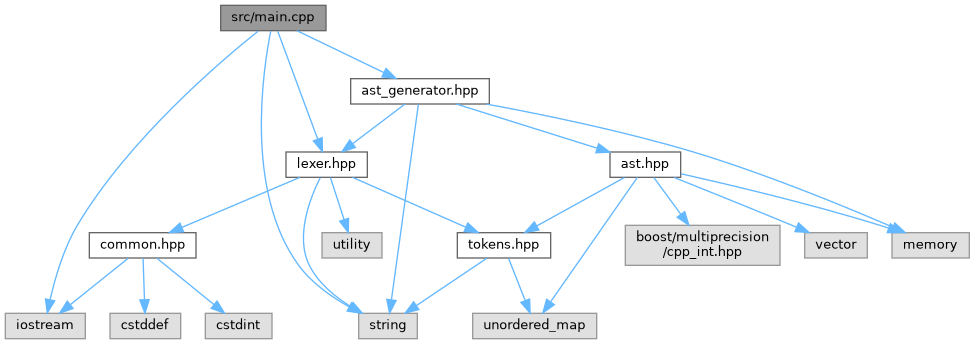 src/main.cpp
ast_generator.hpp
lexer.hpp
ast.hpp
common.hpp
utility
tokens.hpp
boost/multiprecision
/cpp_int.hpp
vector
memory
iostream
cstddef
cstdint
string
unordered_map